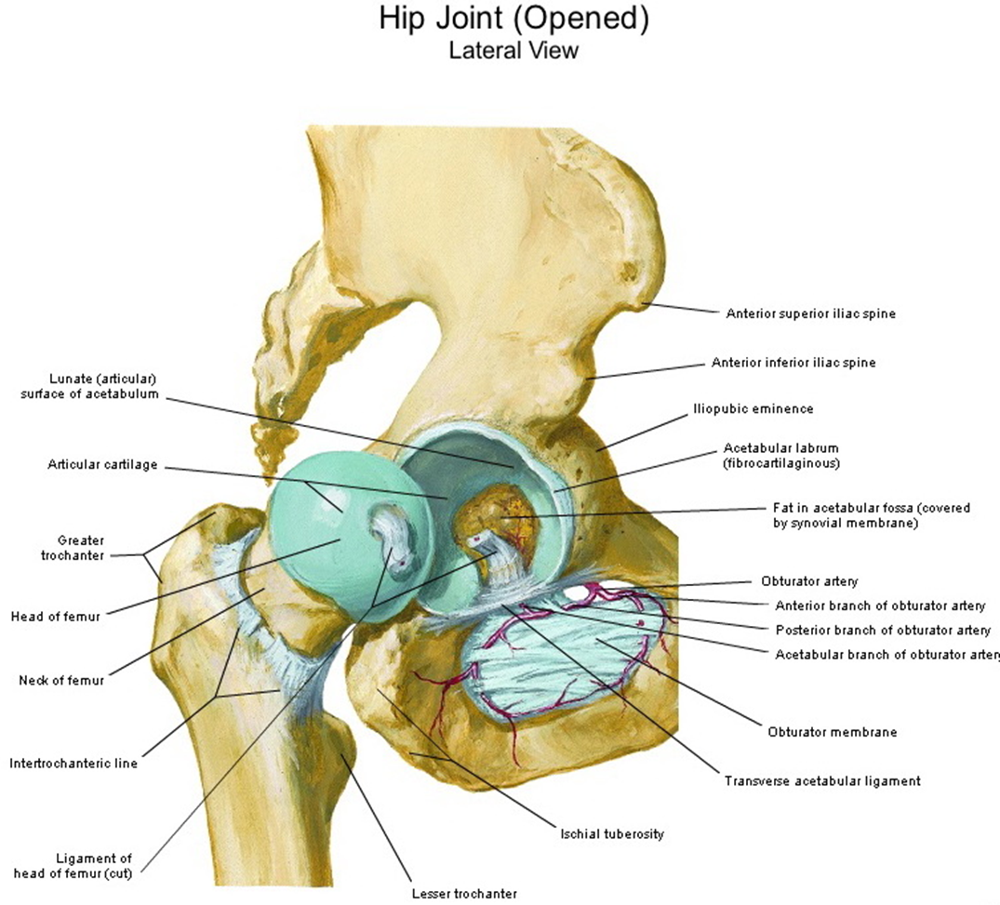 Hip Joint (Opened)
Lateral View
Anterior superior iliac spine
Anterior inferior iliac spine
Lunate (articular)
surface of acetabulum
Iliopubic eminence
Articular cartilage
Acetabular labrum
(fibrocartilaginous)
Fat in acetabular fossa (covered
by synovial membrane)
Greater
trochanter
Obturator artery
Anterior branch of obturator artery
Head of femur
Posterior branch of obturator artery
Acetabular branch of obturator artery
Neck of femur
Obturator membrane
Intertrochanteric line
Transverse acetabular ligament
Ischial tuberosity
Ligament of
head of femur (cut)
Lesser trochanter